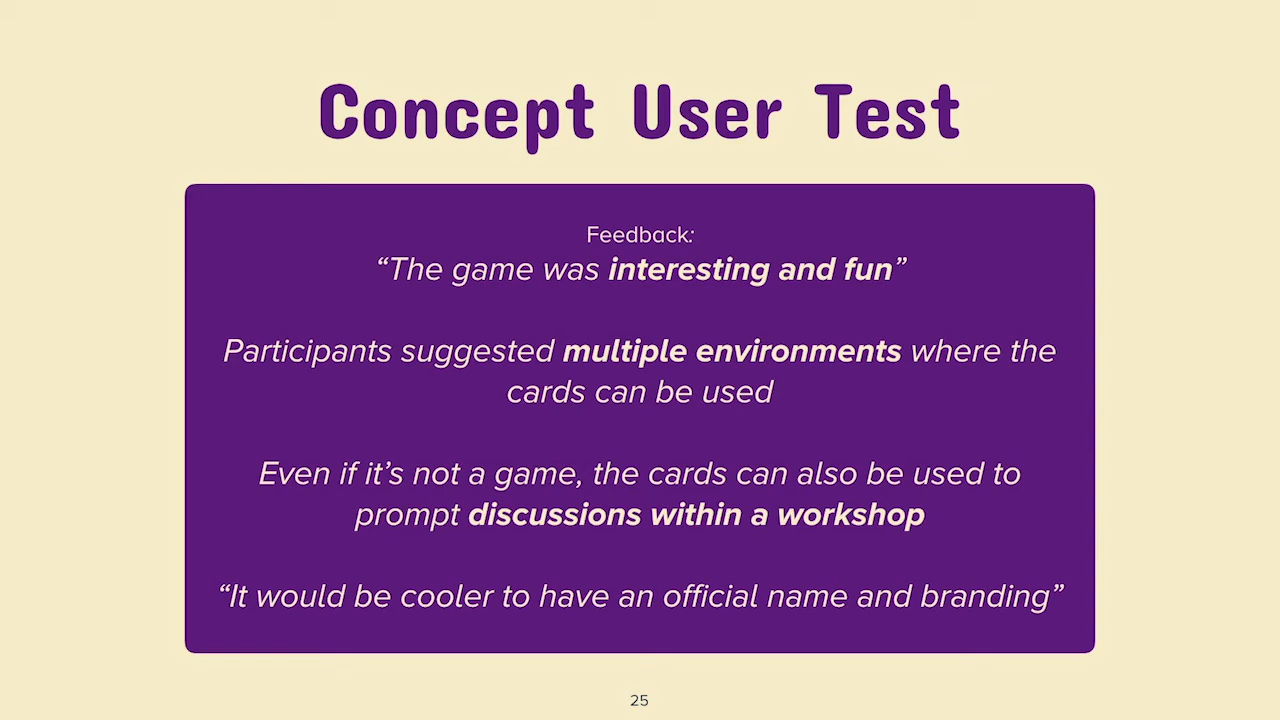 Concept User Test
Feedback:
“The game was interesting and fun”
Participants suggested multiple environments where the
cards can be used
Even if it’s not a game, the cards can also be used to
prompt discussions within a workshop
“It would be cooler to have an official name and branding”
25